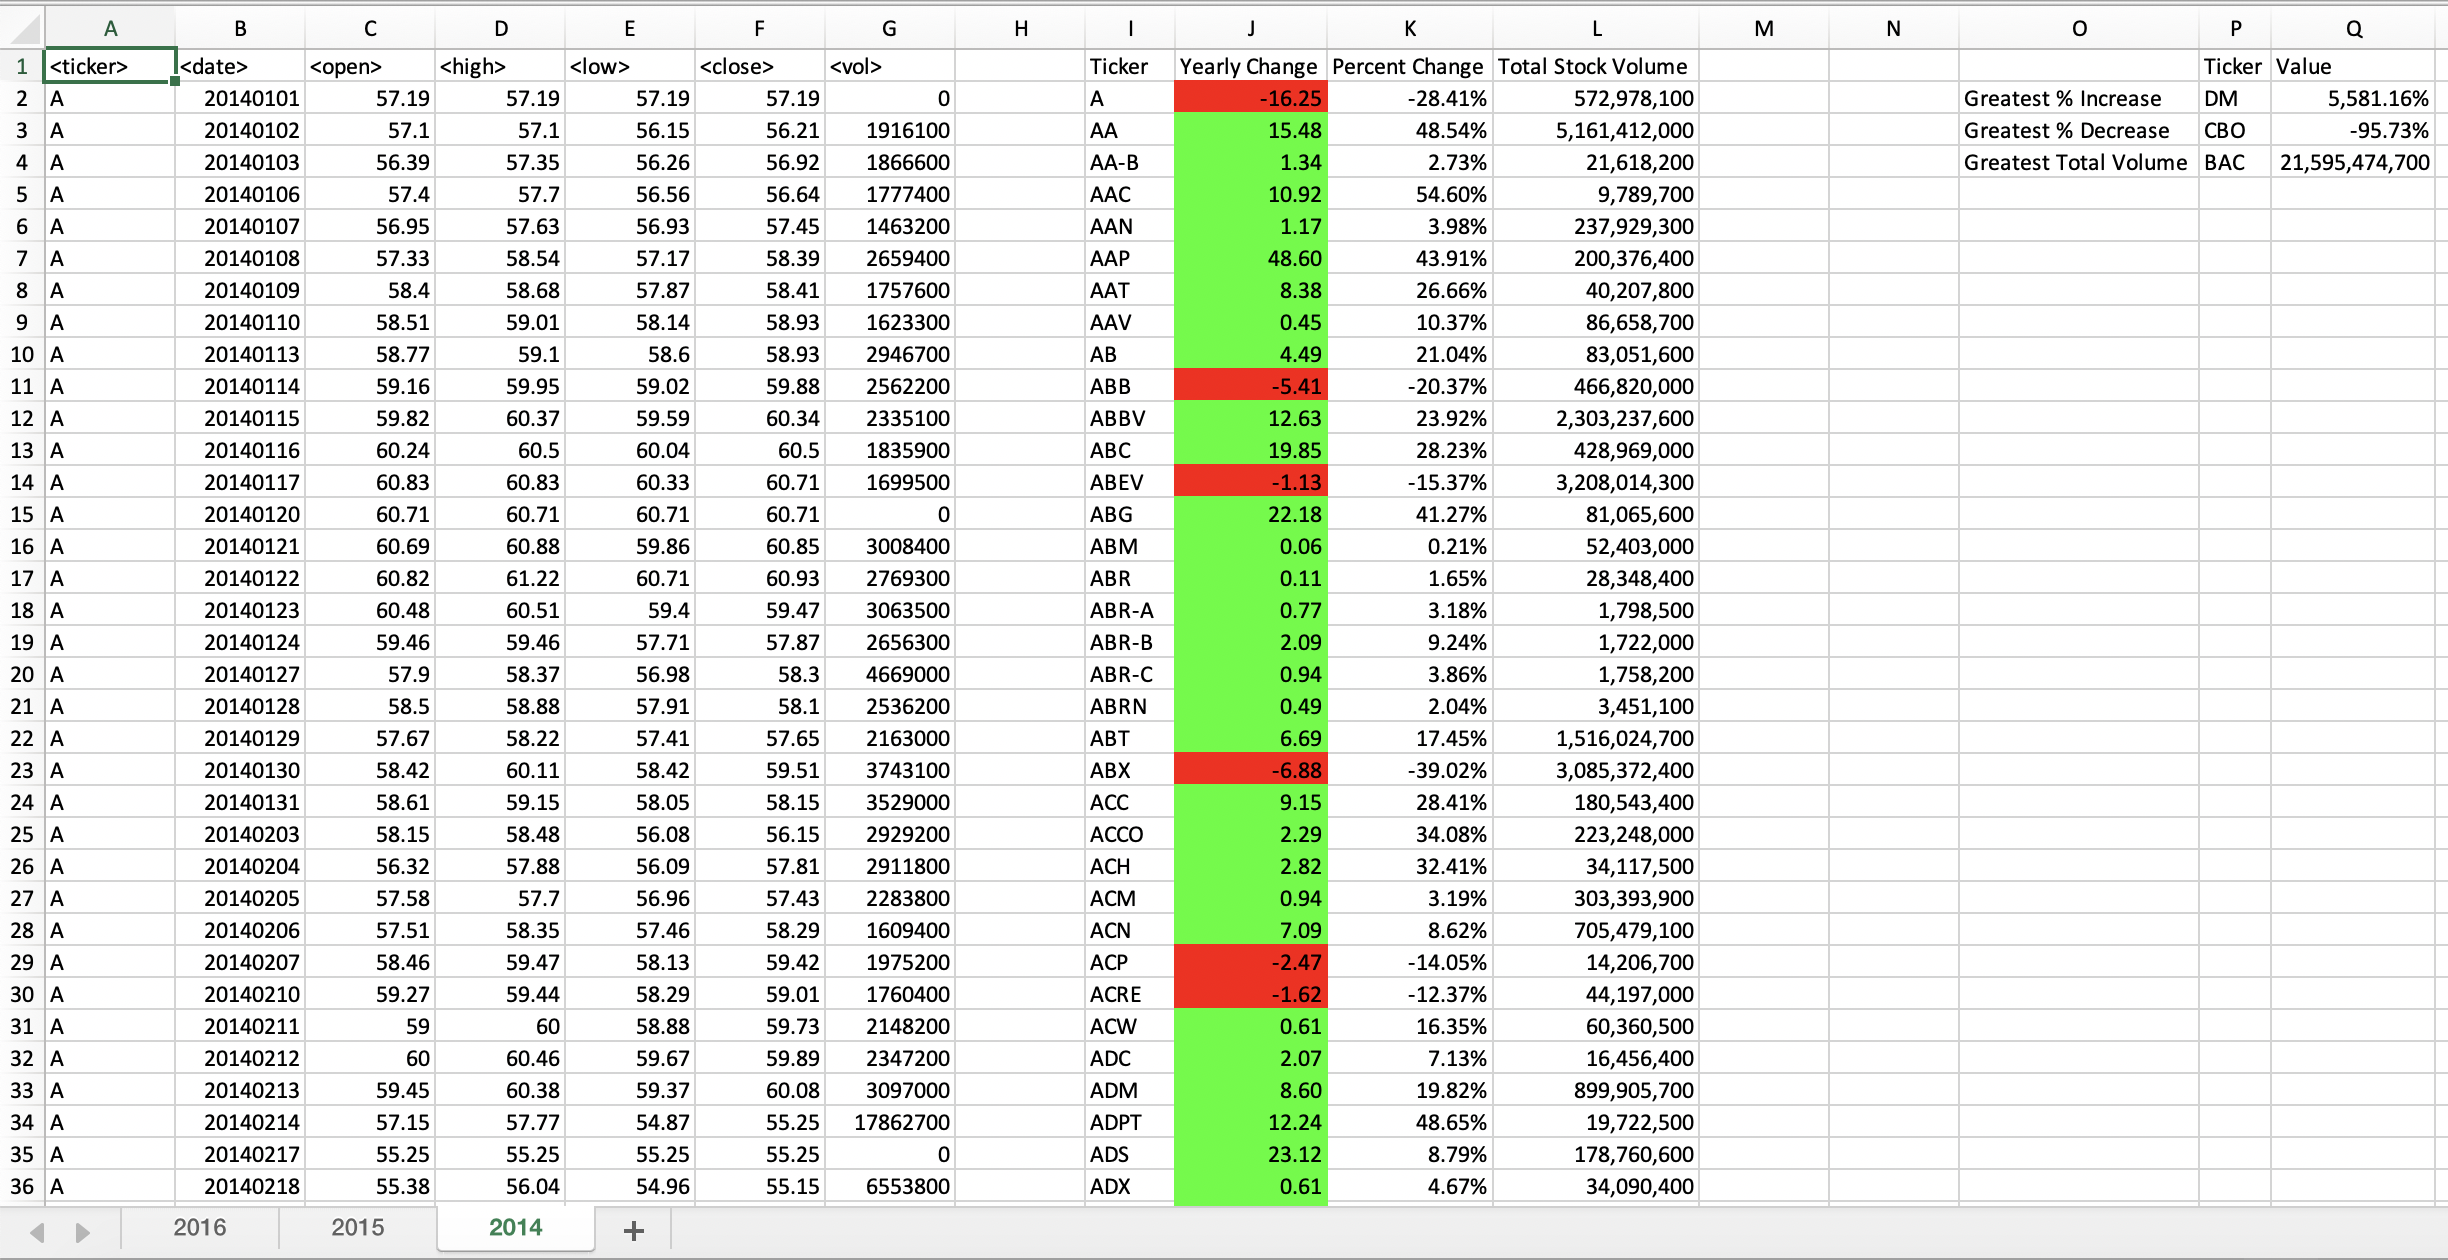 A B C D E F G H I J K L M N O P Q
1 <ticker> <date> <open> <high> <low> <close> <vol> Ticker Yearly Change Percent Change Total Stock Volume Ticker Value
2 A 20140101 57.19 57.19 57.19 57.19 0 A -16.25 -28.41% 572,978,100 Greatest % Increase DM 5,581.16%
3 A 20140102 57.1 57.1 56.15 56.21 1916100 AA 15.48 48.54% 5,161,412,000 Greatest % Decrease CBO -95.73%
4 A 20140103 56.39 57.35 56.26 56.92 1866600 AA-B 1.34 2.73% 21,618,200 Greatest Total Volume BAC 21,595,474,700
5 A 20140106 57.4 57.7 56.56 56.64 1777400 AAC 10.92 54.60% 9,789,700
6 A 20140107 56.95 57.63 56.93 57.45 1463200 AAN 1.17 3.98% 237,929,300
7 A 20140108 57.33 58.54 57.17 58.39 2659400 AAP 48.60 43.91% 200,376,400
8 A 20140109 58.4 58.68 57.87 58.41 1757600 AAT 8.38 26.66% 40,207,800
9 A 20140110 58.51 59.01 58.14 58.93 1623300 AAV 0.45 10.37% 86,658,700
10 A 20140113 58.77 59.1 58.6 58.93 2946700 AB 4.49 21.04% 83,051,600
11 A 20140114 59.16 59.95 59.02 59.88 2562200 ABB -5.41 -20.37% 466,820,000
12 A 20140115 59.82 60.37 59.59 60.34 2335100 ABBV 12.63 23.92% 2,303,237,600
13 A 20140116 60.24 60.5 60.04 60.5 1835900 ABC 19.85 28.23% 428,969,000
14 A 20140117 60.83 60.83 60.33 60.71 1699500 ABEV -1.13 -15.37% 3,208,014,300
15 A 20140120 60.71 60.71 60.71 60.71 0 ABG 22.18 41.27% 81,065,600
16 A 20140121 60.69 60.88 59.86 60.85 3008400 ABM 0.06 0.21% 52,403,000
17 A 20140122 60.82 61.22 60.71 60.93 2769300 ABR 0.11 1.65% 28,348,400
18 A 20140123 60.48 60.51 59.4 59.47 3063500 ABR-A 0.77 3.18% 1,798,500
19 A 20140124 59.46 59.46 57.71 57.87 2656300 ABR-B 2.09 9.24% 1,722,000
20 A 20140127 57.9 58.37 56.98 58.3 4669000 ABR-C 0.94 3.86% 1,758,200
21 A 20140128 58.5 58.88 57.91 58.1 2536200 ABRN 0.49 2.04% 3,451,100
22 A 20140129 57.67 58.22 57.41 57.65 2163000 ABT 6.69 17.45% 1,516,024,700
23 A 20140130 58.42 60.11 58.42 59.51 3743100 ABX -6.88 -39.02% 3,085,372,400
24 A 20140131 58.61 59.15 58.05 58.15 3529000 ACC 9.15 28.41% 180,543,400
25 A 20140203 58.15 58.48 56.08 56.15 2929200 ACCO 2.29 34.08% 223,248,000
26 A 20140204 56.32 57.88 56.09 57.81 2911800 ACH 2.82 32.41% 34,117,500
27 A 20140205 57.58 57.7 56.96 57.43 2283800 ACM 0.94 3.19% 303,393,900
28 A 20140206 57.51 58.35 57.46 58.29 1609400 ACN 7.09 8.62% 705,479,100
29 A 20140207 58.46 59.47 58.13 59.42 1975200 ACP -2.47 -14.05% 14,206,700
30 A 20140210 59.27 59.44 58.29 59.01 1760400 ACRE -1.62 -12.37% 44,197,000
31 A 20140211 59 60 58.88 59.73 2148200 ACW 0.61 16.35% 60,360,500
32 A 20140212 60 60.46 59.67 59.89 2347200 ADC 2.07 7.13% 16,456,400
33 A 20140213 59.45 60.38 59.37 60.08 3097000 ADM 8.60 19.82% 899,905,700
34 A 20140214 57.15 57.77 54.87 55.25 17862700 ADPT 12.24 48.65% 19,722,500
35 A 20140217 55.25 55.25 55.25 55.25 0 ADS 23.12 8.79% 178,760,600
36 A 20140218 55.38 56.04 54.96 55.15 6553800 ADX 0.61 4.67% 34,090,400
2016 2015 2014 +